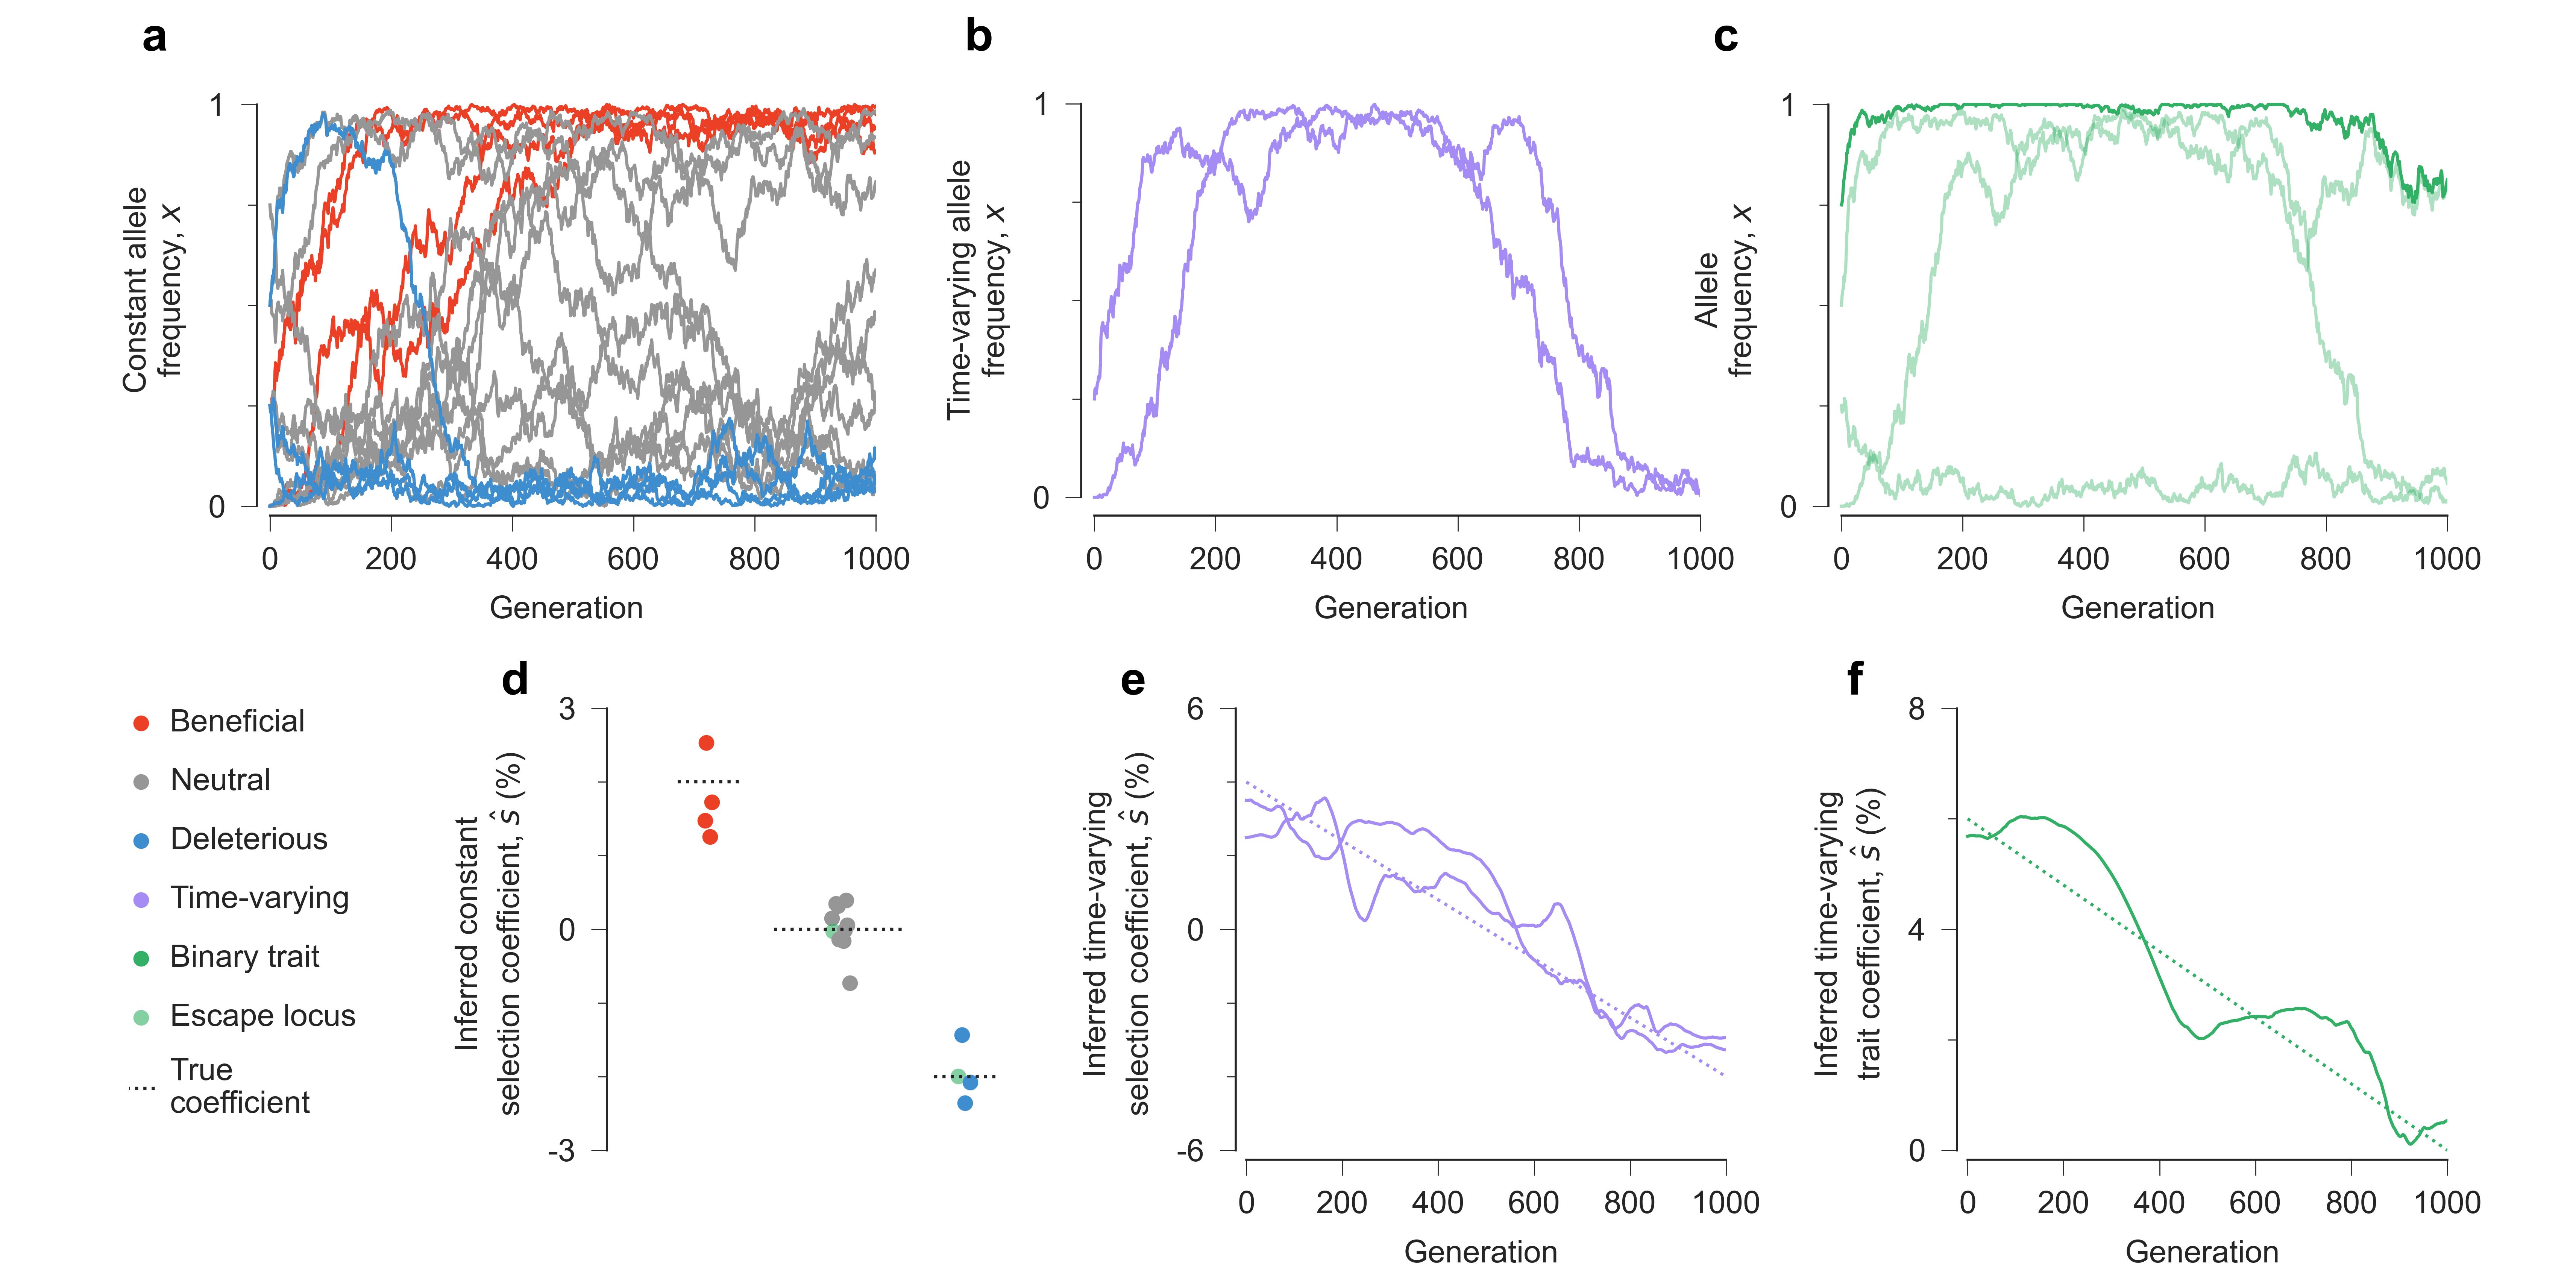 a
Constant allele
frequency, x
1
0
0 200 400 600 800 1000
Generation
b
Time-varying allele
frequency, x
1
0
0 200 400 600 800 1000
Generation
c
Allele
frequency, x
1
0
0 200 400 600 800 1000
Generation
Beneficial
Neutral
Deleterious
Time-varying
Binary trait
Escape locus
True
coefficient
d
Inferred constant
selection coefficient, ŝ (%)
3
0
-3
e
Inferred time-varying
selection coefficient, ŝ (%)
6
0
-6
0 200 400 600 800 1000
Generation
f
Inferred time-varying
trait coefficient, ŝ (%)
8
4
0
0 200 400 600 800 1000
Generation